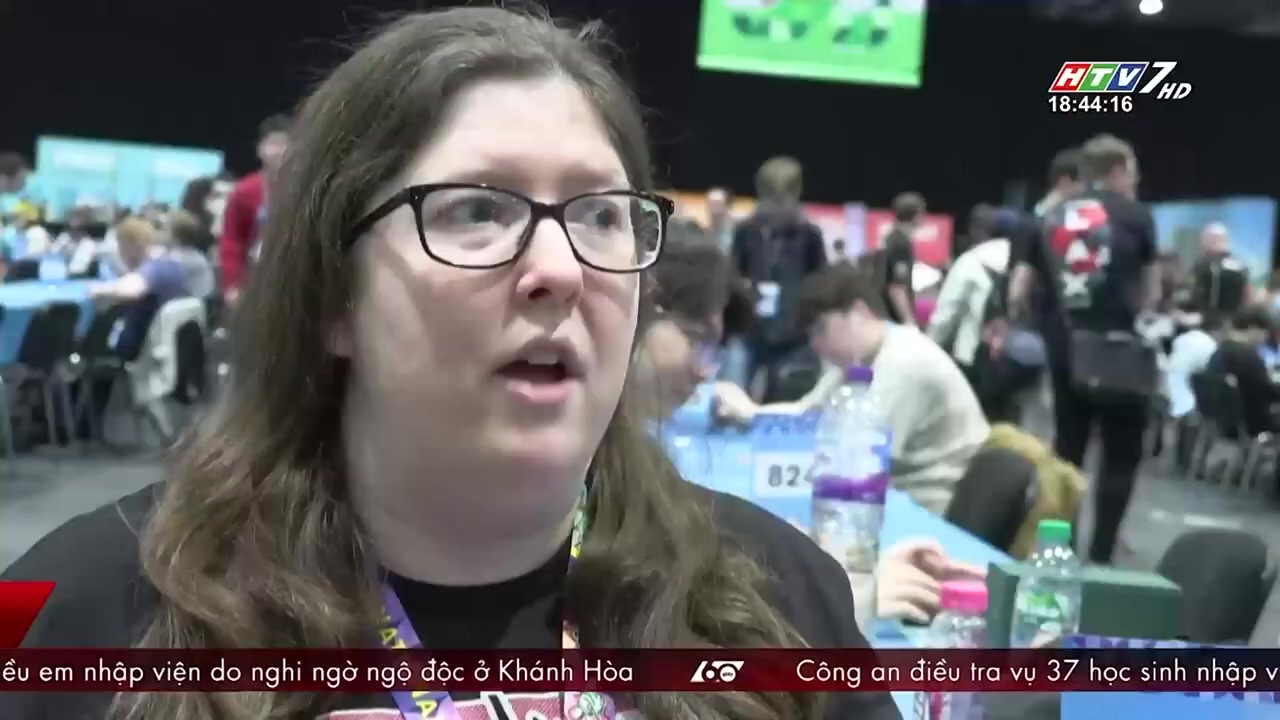 HTV7 HD
18:44:16
824
ều em nhập viện do nghi ngờ ngộ độc ở Khánh Hòa 60 Công an điều tra vụ 37 học sinh nhập v